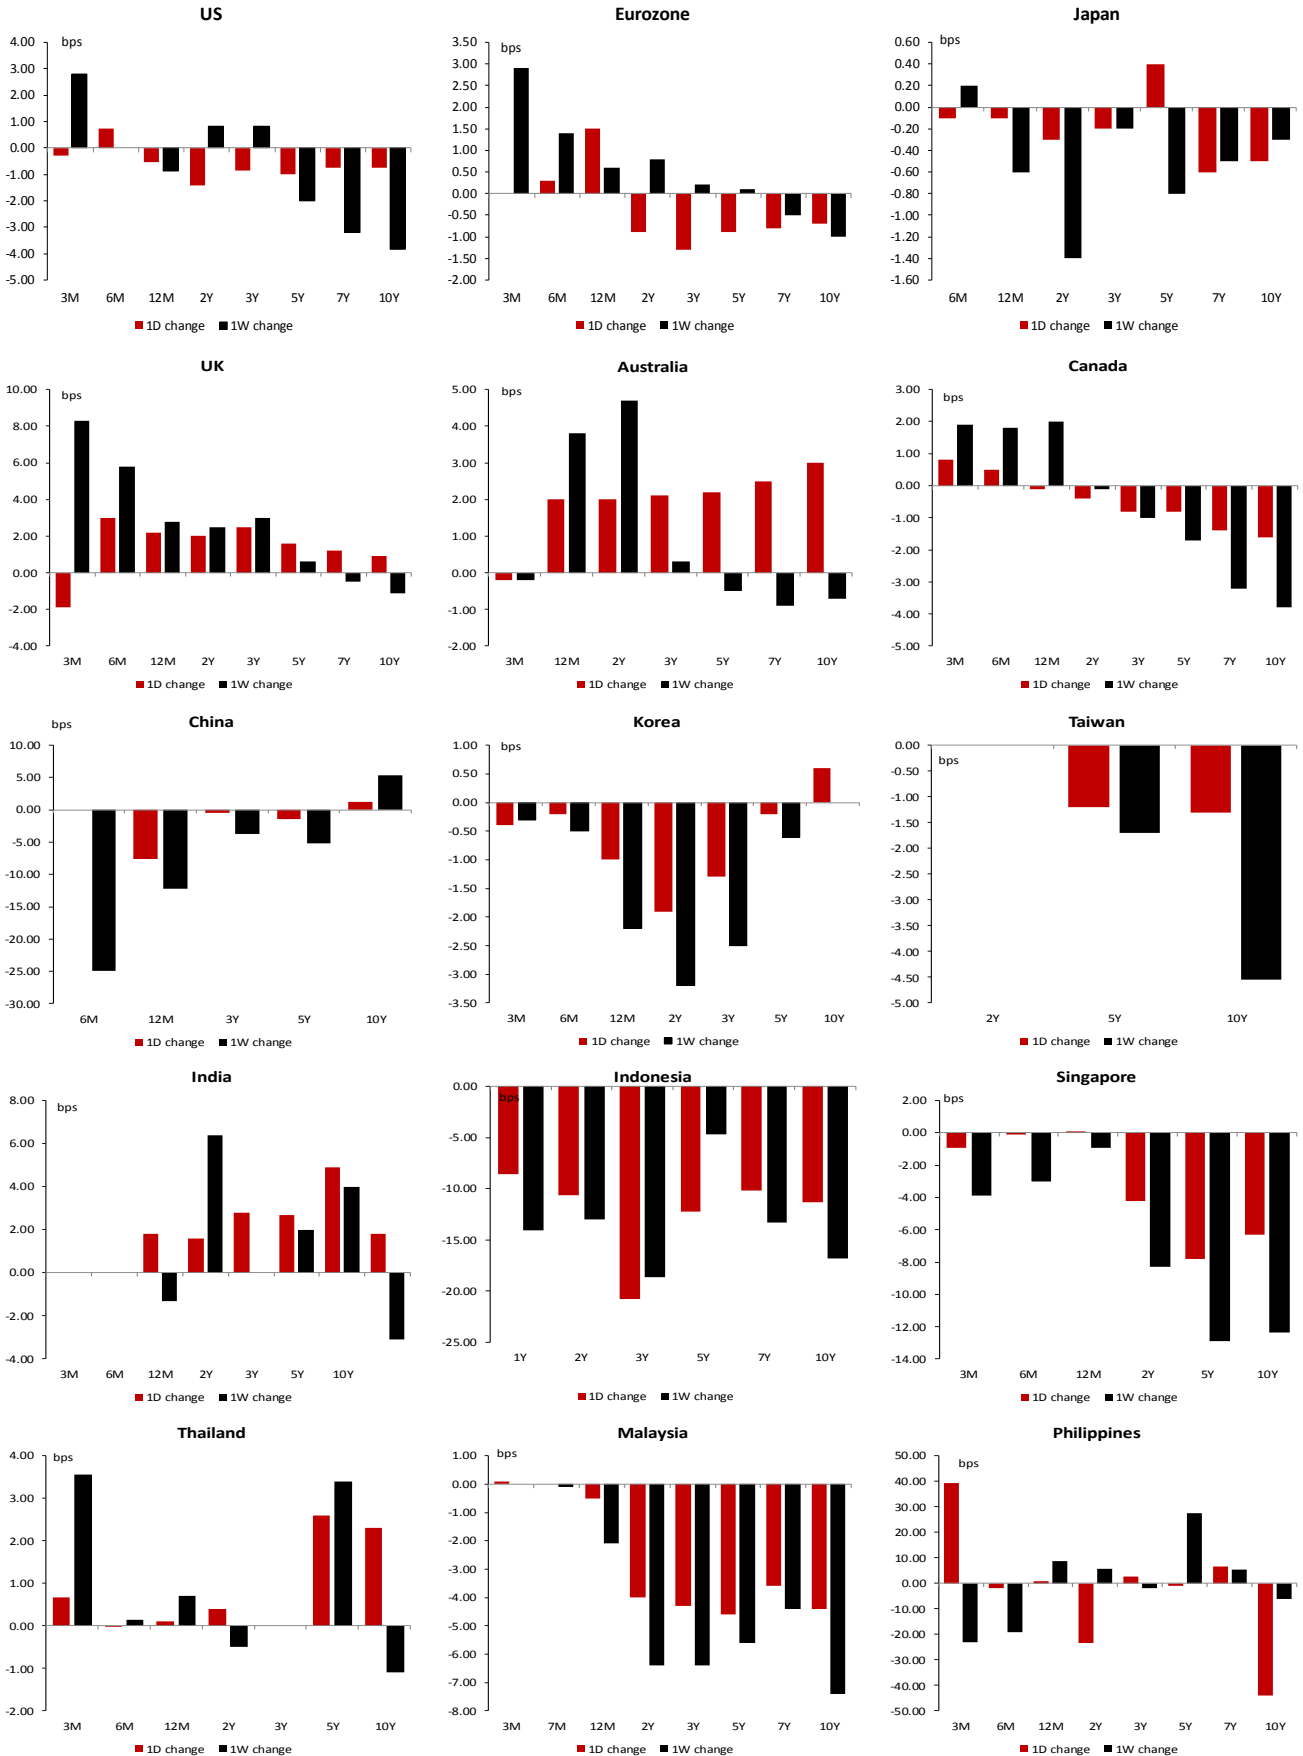 US
bps
4.00
3.00
2.00
1.00
0.00
-1.00
-2.00
-3.00
-4.00
-5.00
3M 6M 12M 2Y 3Y 5Y 7Y 10Y
1D change 1W change
Eurozone
bps
3.50
3.00
2.50
2.00
1.50
1.00
0.50
0.00
-0.50
-1.00
-1.50
-2.00
3M 6M 12M 2Y 3Y 5Y 7Y 10Y
1D change 1W change
Japan
bps
0.60
0.40
0.20
0.00
-0.20
-0.40
-0.60
-0.80
-1.00
-1.20
-1.40
-1.60
6M 12M 2Y 3Y 5Y 7Y 10Y
1D change 1W change
UK
bps
10.00
8.00
6.00
4.00
2.00
0.00
-2.00
-4.00
3M 6M 12M 2Y 3Y 5Y 7Y 10Y
1D change 1W change
Australia
bps
5.00
4.00
3.00
2.00
1.00
0.00
-1.00
-2.00
3M 12M 2Y 3Y 5Y 7Y 10Y
1D change 1W change
Canada
bps
3.00
2.00
1.00
0.00
-1.00
-2.00
-3.00
-4.00
-5.00
3M 6M 12M 2Y 3Y 5Y 7Y 10Y
1D change 1W change
China
bps
10.00
5.00
0.00
-5.00
-10.00
-15.00
-20.00
-25.00
-30.00
6M 12M 3Y 5Y 10Y
1D change 1W change
Korea
bps
1.00
0.50
0.00
-0.50
-1.00
-1.50
-2.00
-2.50
-3.00
-3.50
3M 6M 12M 2Y 3Y 5Y 10Y
1D change 1W change
Taiwan
bps
0.00
-0.50
-1.00
-1.50
-2.00
-2.50
-3.00
-3.50
-4.00
-4.50
-5.00
2Y 5Y 10Y
1D change 1W change
India
bps
8.00
6.00
4.00
2.00
0.00
-2.00
-4.00
3M 6M 12M 2Y 3Y 5Y 10Y
1D change 1W change
Indonesia
bps
0.00
-5.00
-10.00
-15.00
-20.00
-25.00
1Y 2Y 3Y 5Y 7Y 10Y
1D change 1W change
Singapore
bps
2.00
0.00
-2.00
-4.00
-6.00
-8.00
-10.00
-12.00
-14.00
3M 6M 12M 2Y 5Y 10Y
1D change 1W change
Thailand
bps
4.00
3.00
2.00
1.00
0.00
-1.00
-2.00
3M 6M 12M 2Y 3Y 5Y 10Y
1D change 1W change
Malaysia
bps
1.00
0.00
-1.00
-2.00
-3.00
-4.00
-5.00
-6.00
-7.00
-8.00
3M 7M 12M 2Y 3Y 5Y 7Y 10Y
1D change 1W change
Philippines
bps
50.00
40.00
30.00
20.00
10.00
0.00
-10.00
-20.00
-30.00
-40.00
-50.00
3M 6M 12M 2Y 3Y 5Y 7Y 10Y
1D change 1W change